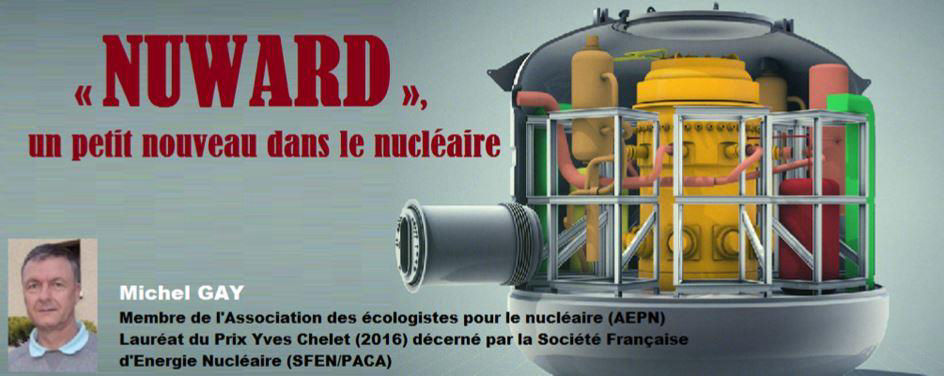 « NUWARD »,
un petit nouveau dans le nucléaire
Michel GAY
Membre de l'Association des écologistes pour le nucléaire (AEPN)
Lauréat du Prix Yves Chelet (2016) décerné par la Société Française
d'Energie Nucléaire (SFEN/PACA)